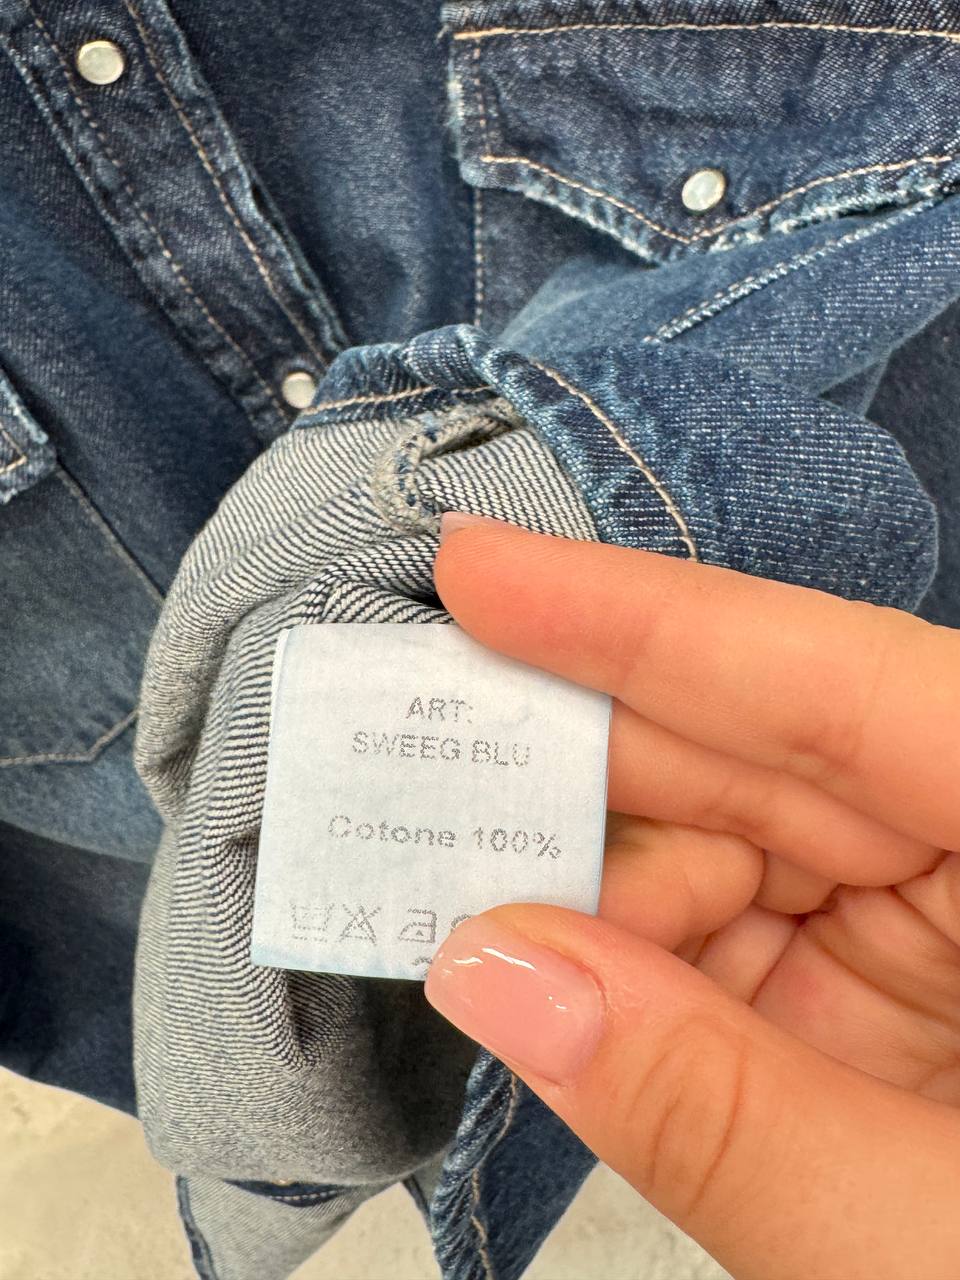 ART:
SWEEG BLU
Cotone 100%